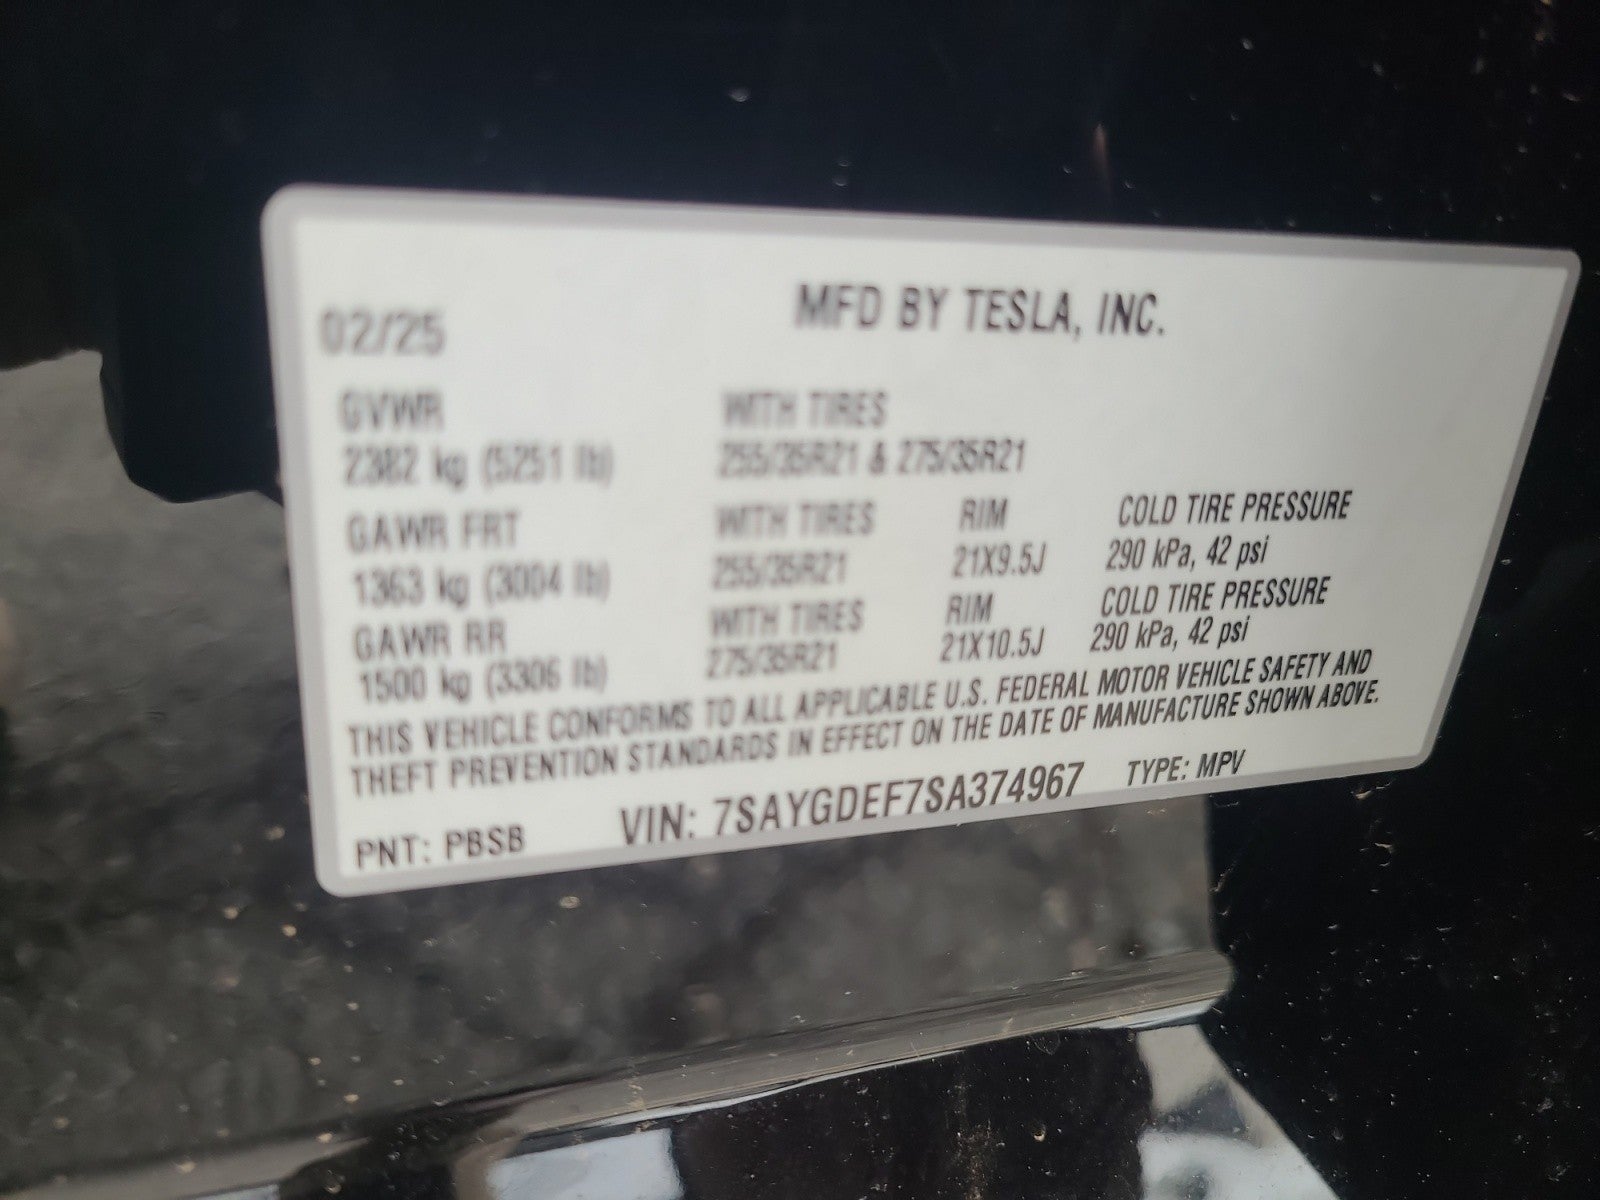 MFD BY TESLA, INC.
02/25
GVWR WITH TIRES
2382 kg (5251 lb) 255/35R21 & 275/35R21
GAWR FRT WITH TIRES RIM COLD TIRE PRESSURE
1363 kg (3004 lb) 255/35R21 21X9.5J 290 kPa, 42 psi
GAWR RR WITH TIRES RIM COLD TIRE PRESSURE
1500 kg (3306 lb) 275/35R21 21X10.5J 290 kPa, 42 psi
THIS VEHICLE CONFORMS TO ALL APPLICABLE U.S. FEDERAL MOTOR VEHICLE SAFETY AND
THEFT PREVENTION STANDARDS IN EFFECT ON THE DATE OF MANUFACTURE SHOWN ABOVE.
PNT: PBSB VIN: 7SAYGDEF7SA374967 TYPE: MPV